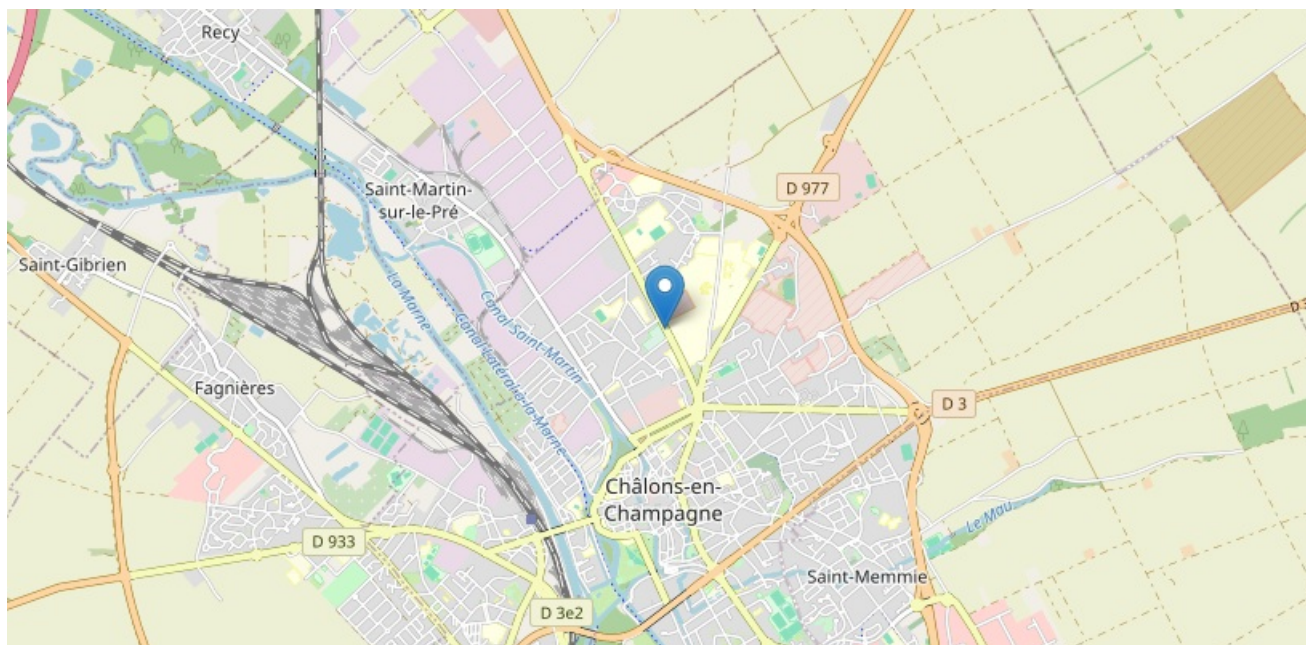 Recy
Saint-Martin-
sur-le-Pré
D 977
Saint-Gibrien
La Marne
Canal Latéral à la Marne
Canal Saint-Martin
Fagnières
D 3
D 3
Châlons-en-
Champagne
Le Mau
D 933
Saint-Memmie
D 3e2